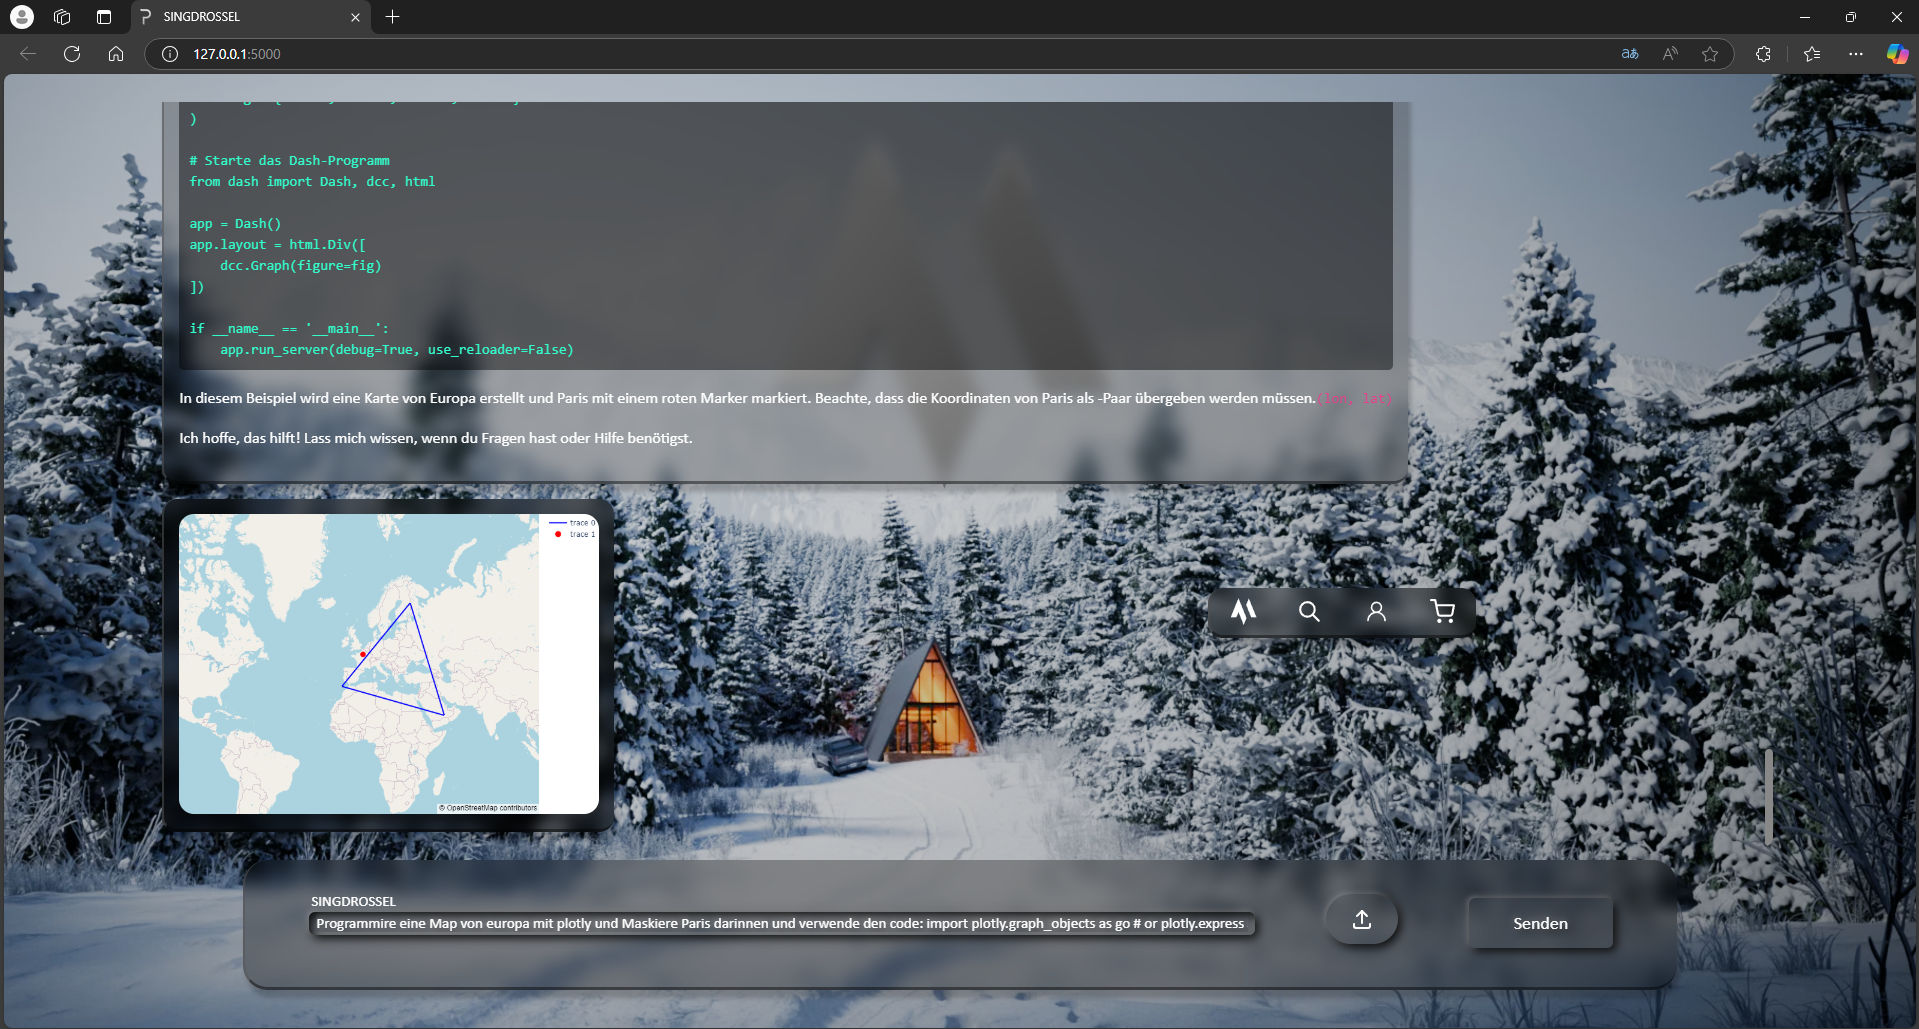 SINGDROSSEL
127.0.0.1:5000
)
# Starte das Dash-Programm
from dash import Dash, dcc, html
app = Dash()
app.layout = html.Div([
dcc.Graph(figure=fig)
])
if __name__ == '__main__':
app.run_server(debug=True, use_reloader=False)
In diesem Beispiel wird eine Karte von Europa erstellt und Paris mit einem roten Marker markiert. Beachte, dass die Koordinaten von Paris als -Paar übergeben werden müssen.(lon, lat)
Ich hoffe, das hilft! Lass mich wissen, wenn du Fragen hast oder Hilfe benötigst.
trace 0
trace 1
© OpenStreetMap contributors
SINGDROSSEL
Programmire eine Map von europa mit plotly und Maskiere Paris darinnen und verwende den code: import plotly.graph_objects as go # or plotly.express
Senden